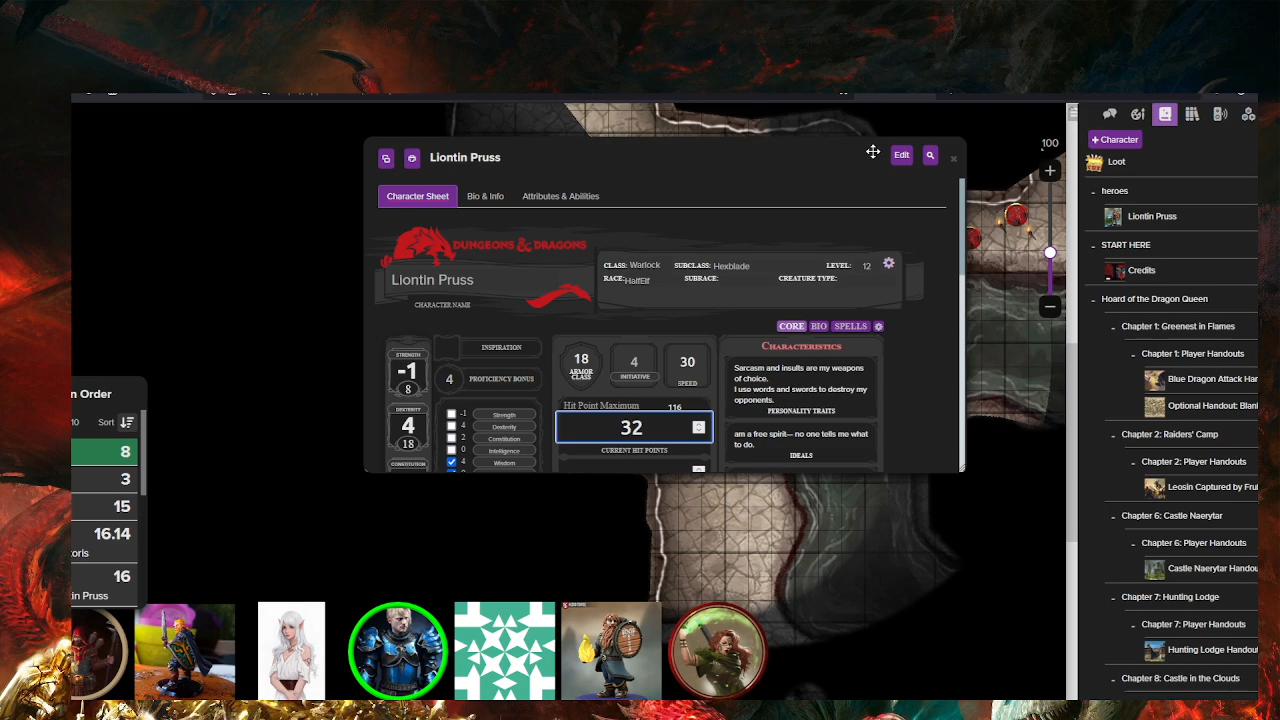 Liontin Pruss
Edit
Character Sheet
Bio & Info
Attributes & Abilities
DUNGEONS & DRAGONS
Liontin Pruss
CHARACTER NAME
CLASS: Warlock
SUBCLASS: Hexblade
LEVEL: 12
RACE: HalfElf
SUBRACE:
CREATURE TYPE:
CORE
BIO
SPELLS
STRENGTH
-1
8
DEXTERITY
4
18
CONSTITUTION
INSPIRATION
4
PROFICIENCY BONUS
-1 Strength
4 Dexterity
2 Constitution
0 Intelligence
4 Wisdom
18
ARMOR
CLASS
4
INITIATIVE
30
SPEED
Hit Point Maximum 116
32
CURRENT HIT POINTS
CHARACTERISTICS
Sarcasm and insults are my weapons
of choice.
I use words and swords to destroy my
opponents.
PERSONALITY TRAITS
am a free spirit— no one tells me what
to do.
IDEALS
n Order
10
Sort
8
3
15
16.14
oris
16
in Pruss
100
+ Character
Loot
heroes
Liontin Pruss
START HERE
Credits
Hoard of the Dragon Queen
Chapter 1: Greenest in Flames
Chapter 1: Player Handouts
Blue Dragon Attack Har
Optional Handout: Blanl
Chapter 2: Raiders' Camp
Chapter 2: Player Handouts
Leosin Captured by Frul
Chapter 6: Castle Naerytar
Chapter 6: Player Handouts
Castle Naerytar Handou
Chapter 7: Hunting Lodge
Chapter 7: Player Handouts
Hunting Lodge Handout
Chapter 8: Castle in the Clouds